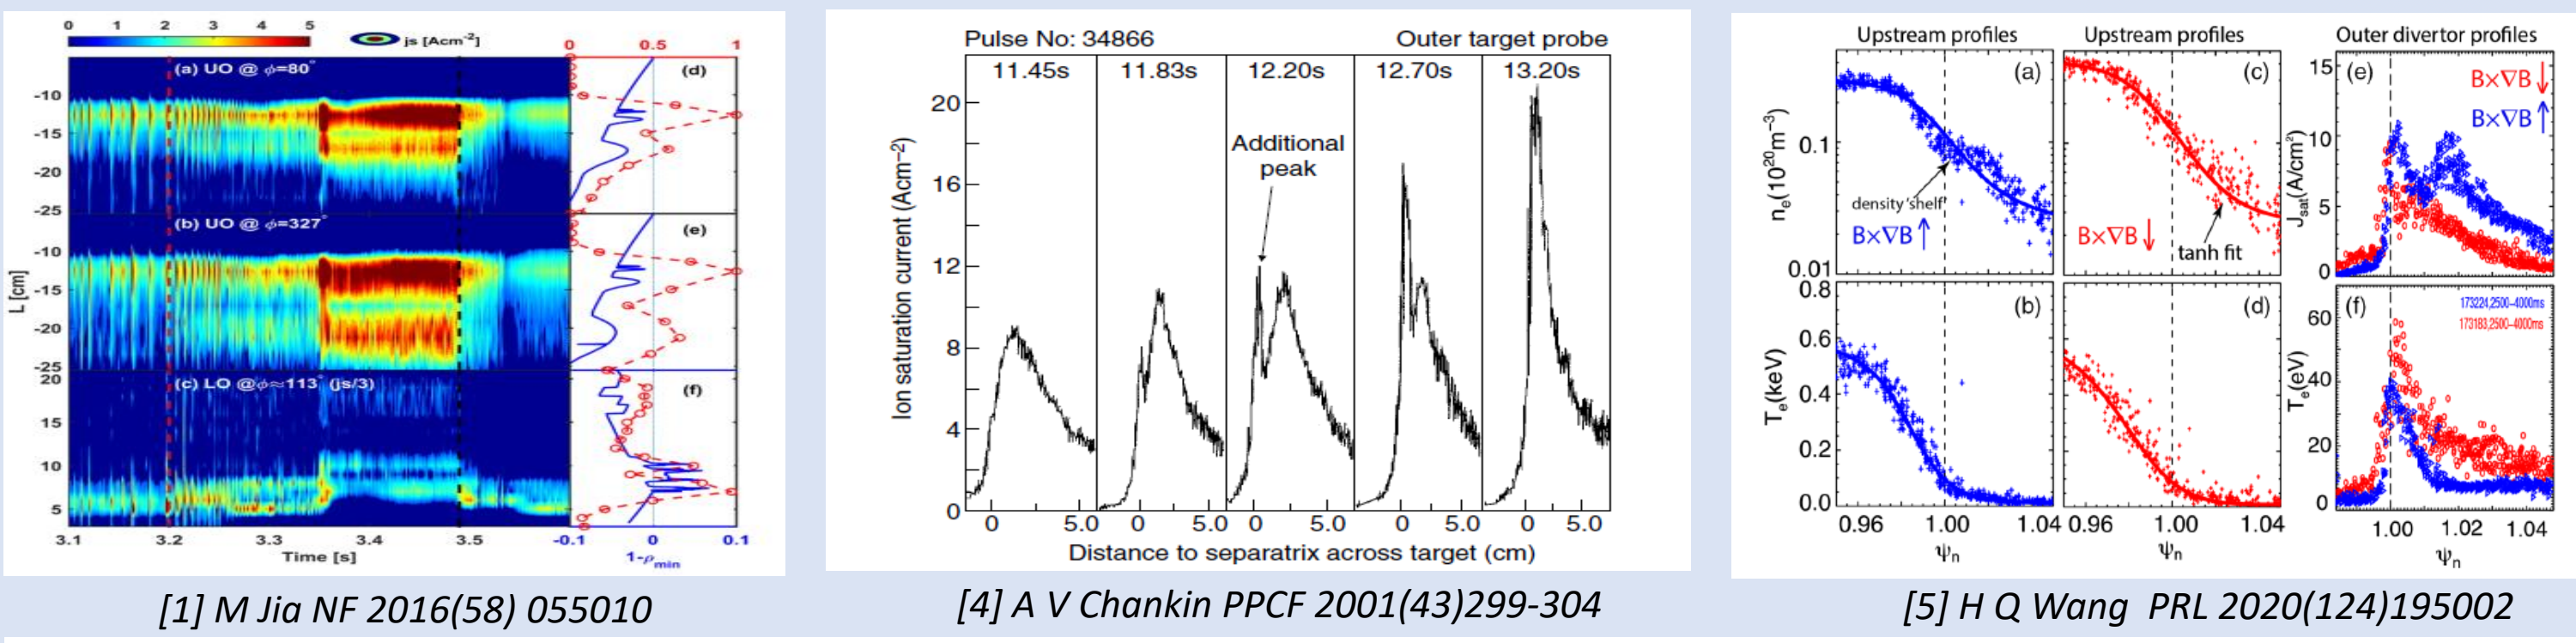 0 1 2 3 4 5
js [Acm⁻²]
0 0.5 1
(a) UO @ ϕ=80°
(d)
-10
-15
-20
-25
(b) UO @ ϕ=327°
(e)
-10
-15
-20
-25
L [cm]
(c) LO @ϕ≈113° (js/3)
(f)
20
15
10
5
3.1 3.2 3.3 3.4 3.5
-0.1 0 0.1
Time [s]
1-ρmin
[1] M Jia NF 2016(58) 055010
Pulse No: 34866 Outer target probe
11.45s 11.83s 12.20s 12.70s 13.20s
Ion saturation current (Acm⁻²)
20
16
12
8
4
0
Additional
peak
0 5.0 0 5.0 0 5.0 0 5.0 0 5.0
Distance to separatrix across target (cm)
[4] A V Chankin PPCF 2001(43)299-304
Upstream profiles Upstream profiles Outer divertor profiles
(a) (c) (e)
nₑ(10²⁰m⁻³)
0.1
0.01
density 'shelf'
B×∇B↑
B×∇B↓
tanh fit
Jsat(A/cm²)
15
10
5
0
B×∇B↓
B×∇B↑
(b) (d) (f)
Tₑ(keV)
0.8
0.6
0.4
0.2
0.0
Tₑ(eV)
60
40
20
0
173224,2500–4000ms
173183,2500–4000ms
0.96 1.00 1.04 0.96 1.00 1.04 1.00 1.02 1.04
ψₙ ψₙ ψₙ
[5] H Q Wang PRL 2020(124)195002